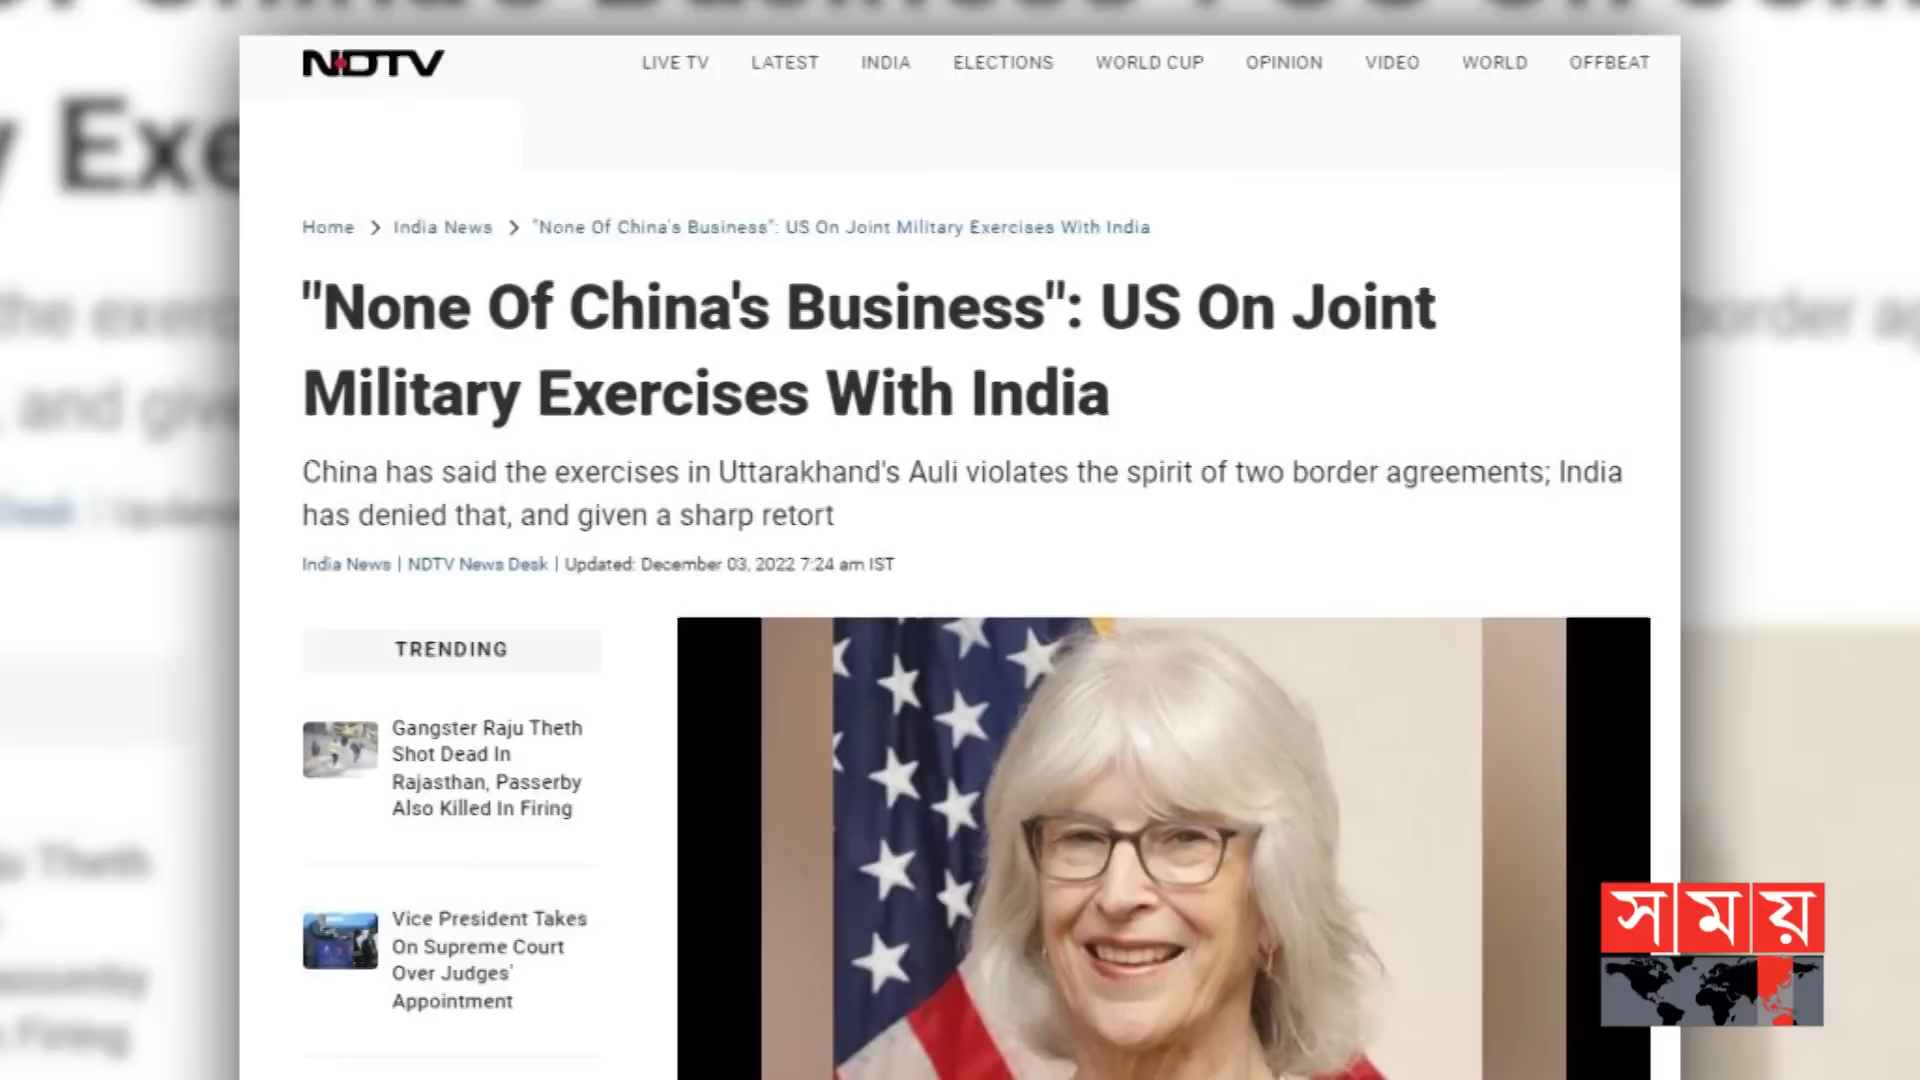 NDTV
LIVE TV LATEST INDIA ELECTIONS WORLD CUP OPINION VIDEO WORLD OFFBEAT
Home > India News > "None Of China's Business": US On Joint Military Exercises With India
"None Of China's Business": US On Joint
Military Exercises With India
China has said the exercises in Uttarakhand's Auli violates the spirit of two border agreements; India
has denied that, and given a sharp retort
India News | NDTV News Desk | Updated: December 03, 2022 7:24 am IST
TRENDING
Gangster Raju Theth
Shot Dead In
Rajasthan, Passerby
Also Killed In Firing
Vice President Takes
On Supreme Court
Over Judges'
Appointment
সময়